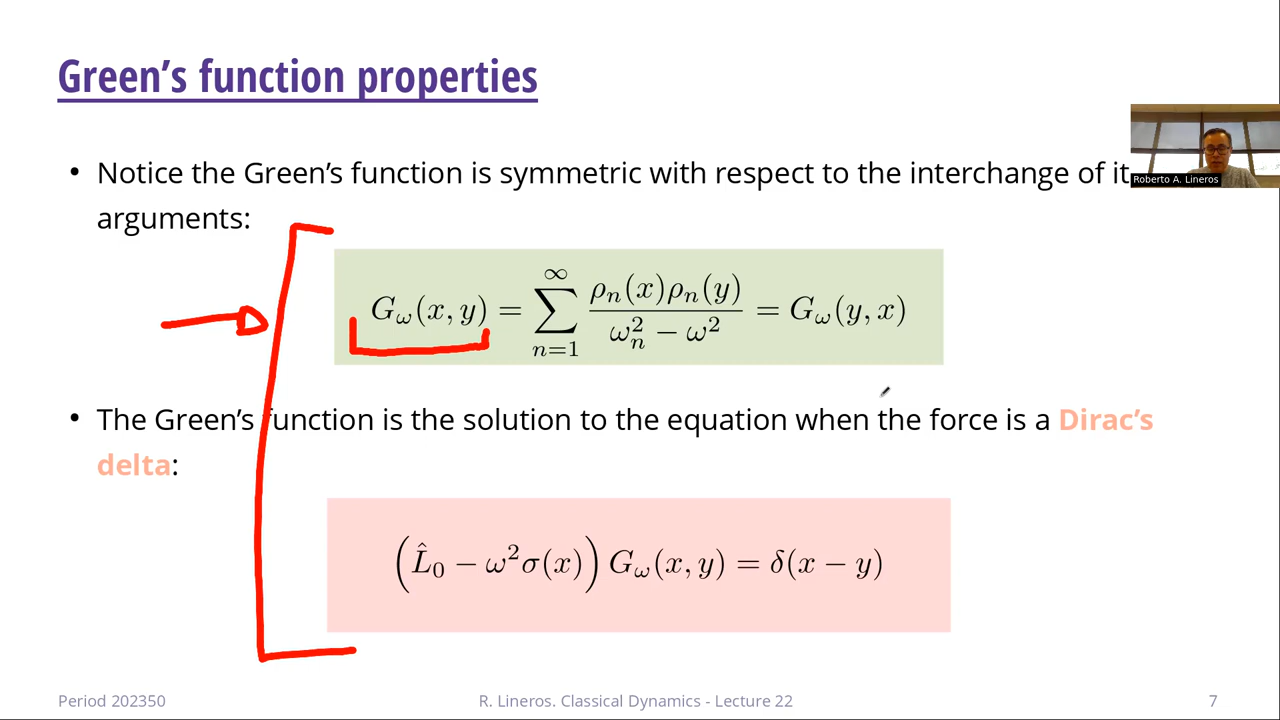 Green’s function properties
• Notice the Green’s function is symmetric with respect to the interchange of it
Roberto A. Lineros
arguments:
G_ω(x, y) = ∑_{n=1}^{∞} ρ_n(x)ρ_n(y) / (ω_n^2 − ω^2) = G_ω(y, x)
• The Green’s function is the solution to the equation when the force is a Dirac’s
delta:
(L̂_0 − ω^2 σ(x)) G_ω(x, y) = δ(x − y)
Period 202350 R. Lineros. Classical Dynamics - Lecture 22 7